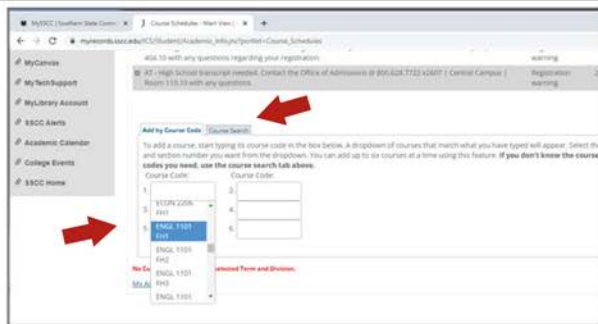 MySSCC | Southern State Comm
Course Schedules - Main View |
myrecords.sscc.edu/ICS/Student/Academic_Info.jnz?portlet=Course_Schedules
404.10 with any questions regarding your registration.
warning
AT - High School transcript needed. Contact the Office of Admissions @ 800.628.7722 x2607 | Central Campus |
Room 110.10 with any questions.
Registration
warning
2
MyCanvas
MyTechSupport
MyLibrary Account
SSCC Alerts
Academic Calendar
College Events
SSCC Home
Add by Course Code
Course Search
To add a course, start typing its course code in the box below. A dropdown of courses that match what you have typed will appear. Select th
and section number you want from the dropdown. You can add up to six courses at a time using this feature. If you don't know the course
codes you need, use the course search tab above.
Course Code:
Course Code:
1.
2.
3.
4.
5.
6.
ECON 2206
FH1
ENGL 1101
FH1
ENGL 1101
FH2
ENGL 1101
FH3
ENGL 1101
No Co
selected Term and Division.
My A